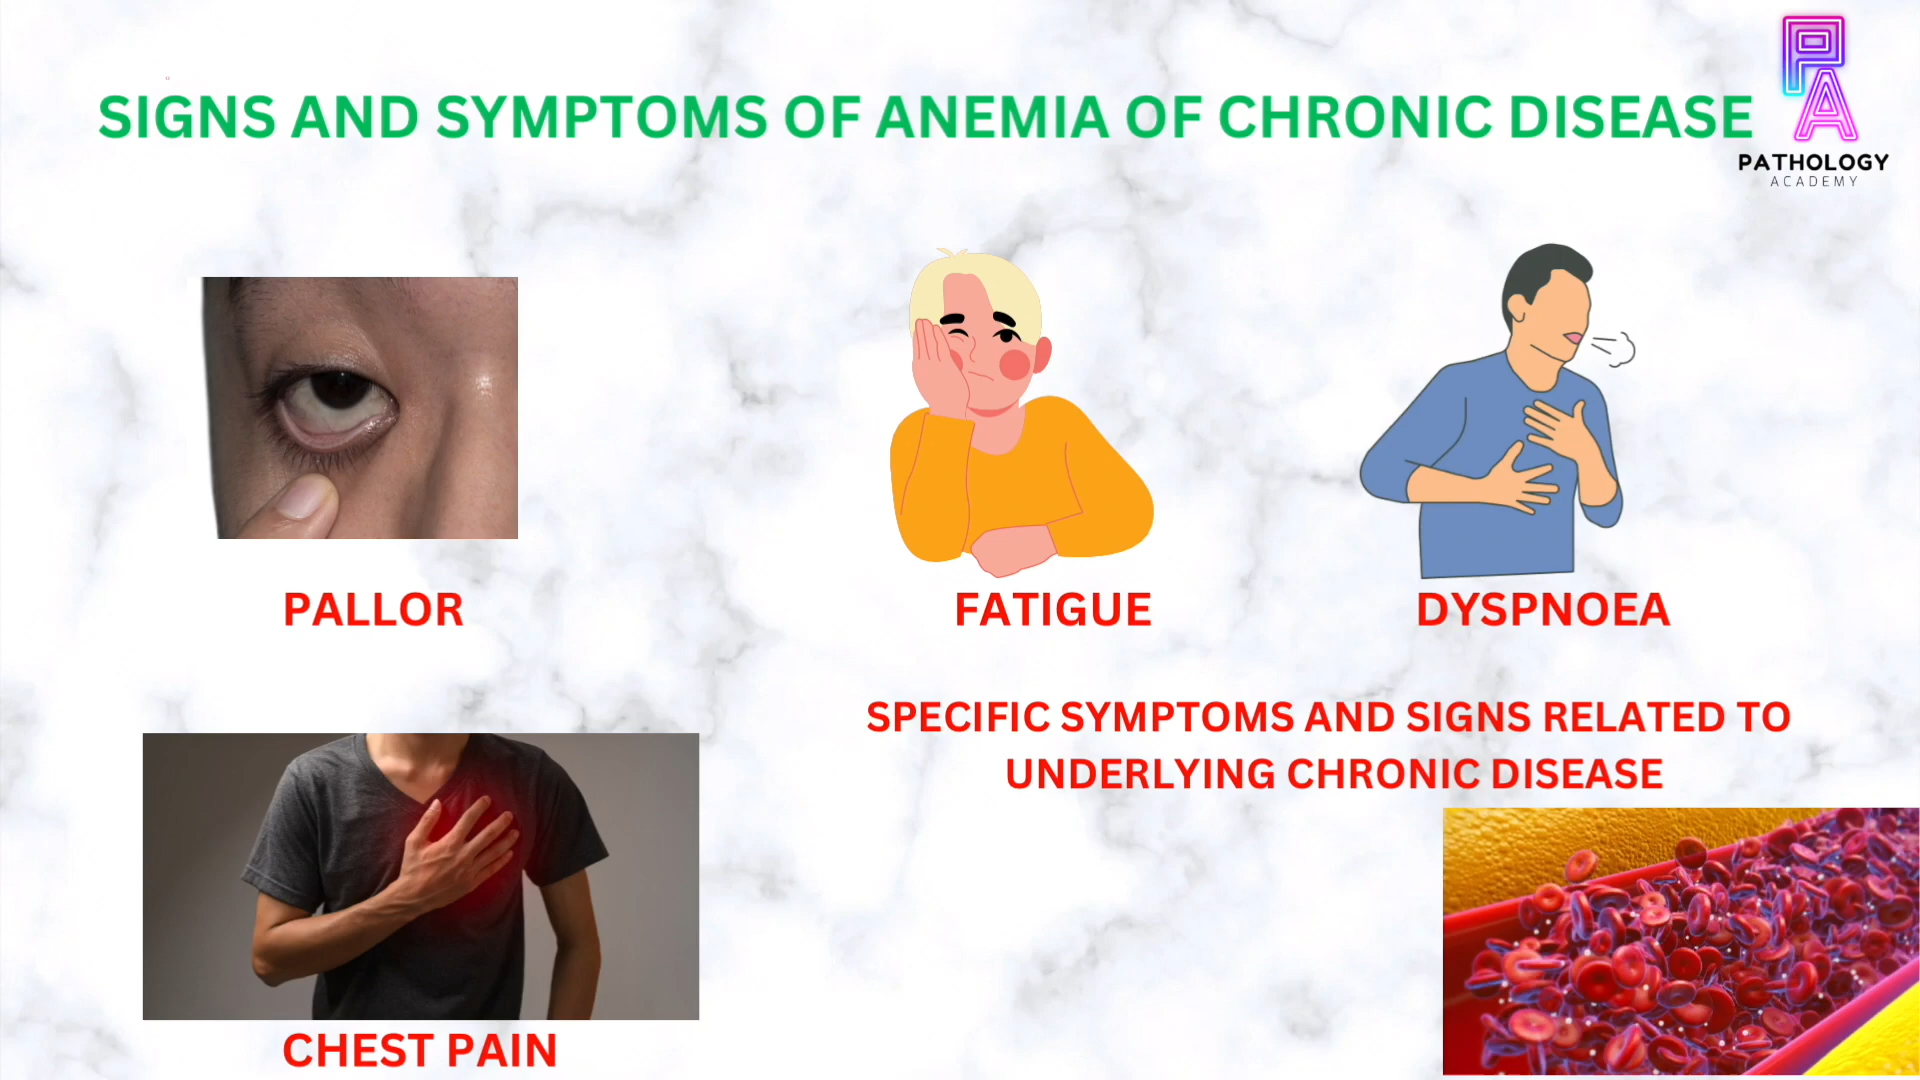 SIGNS AND SYMPTOMS OF ANEMIA OF CHRONIC DISEASE
PA
PATHOLOGY
ACADEMY
PALLOR
FATIGUE
DYSPNOEA
SPECIFIC SYMPTOMS AND SIGNS RELATED TO
UNDERLYING CHRONIC DISEASE
CHEST PAIN